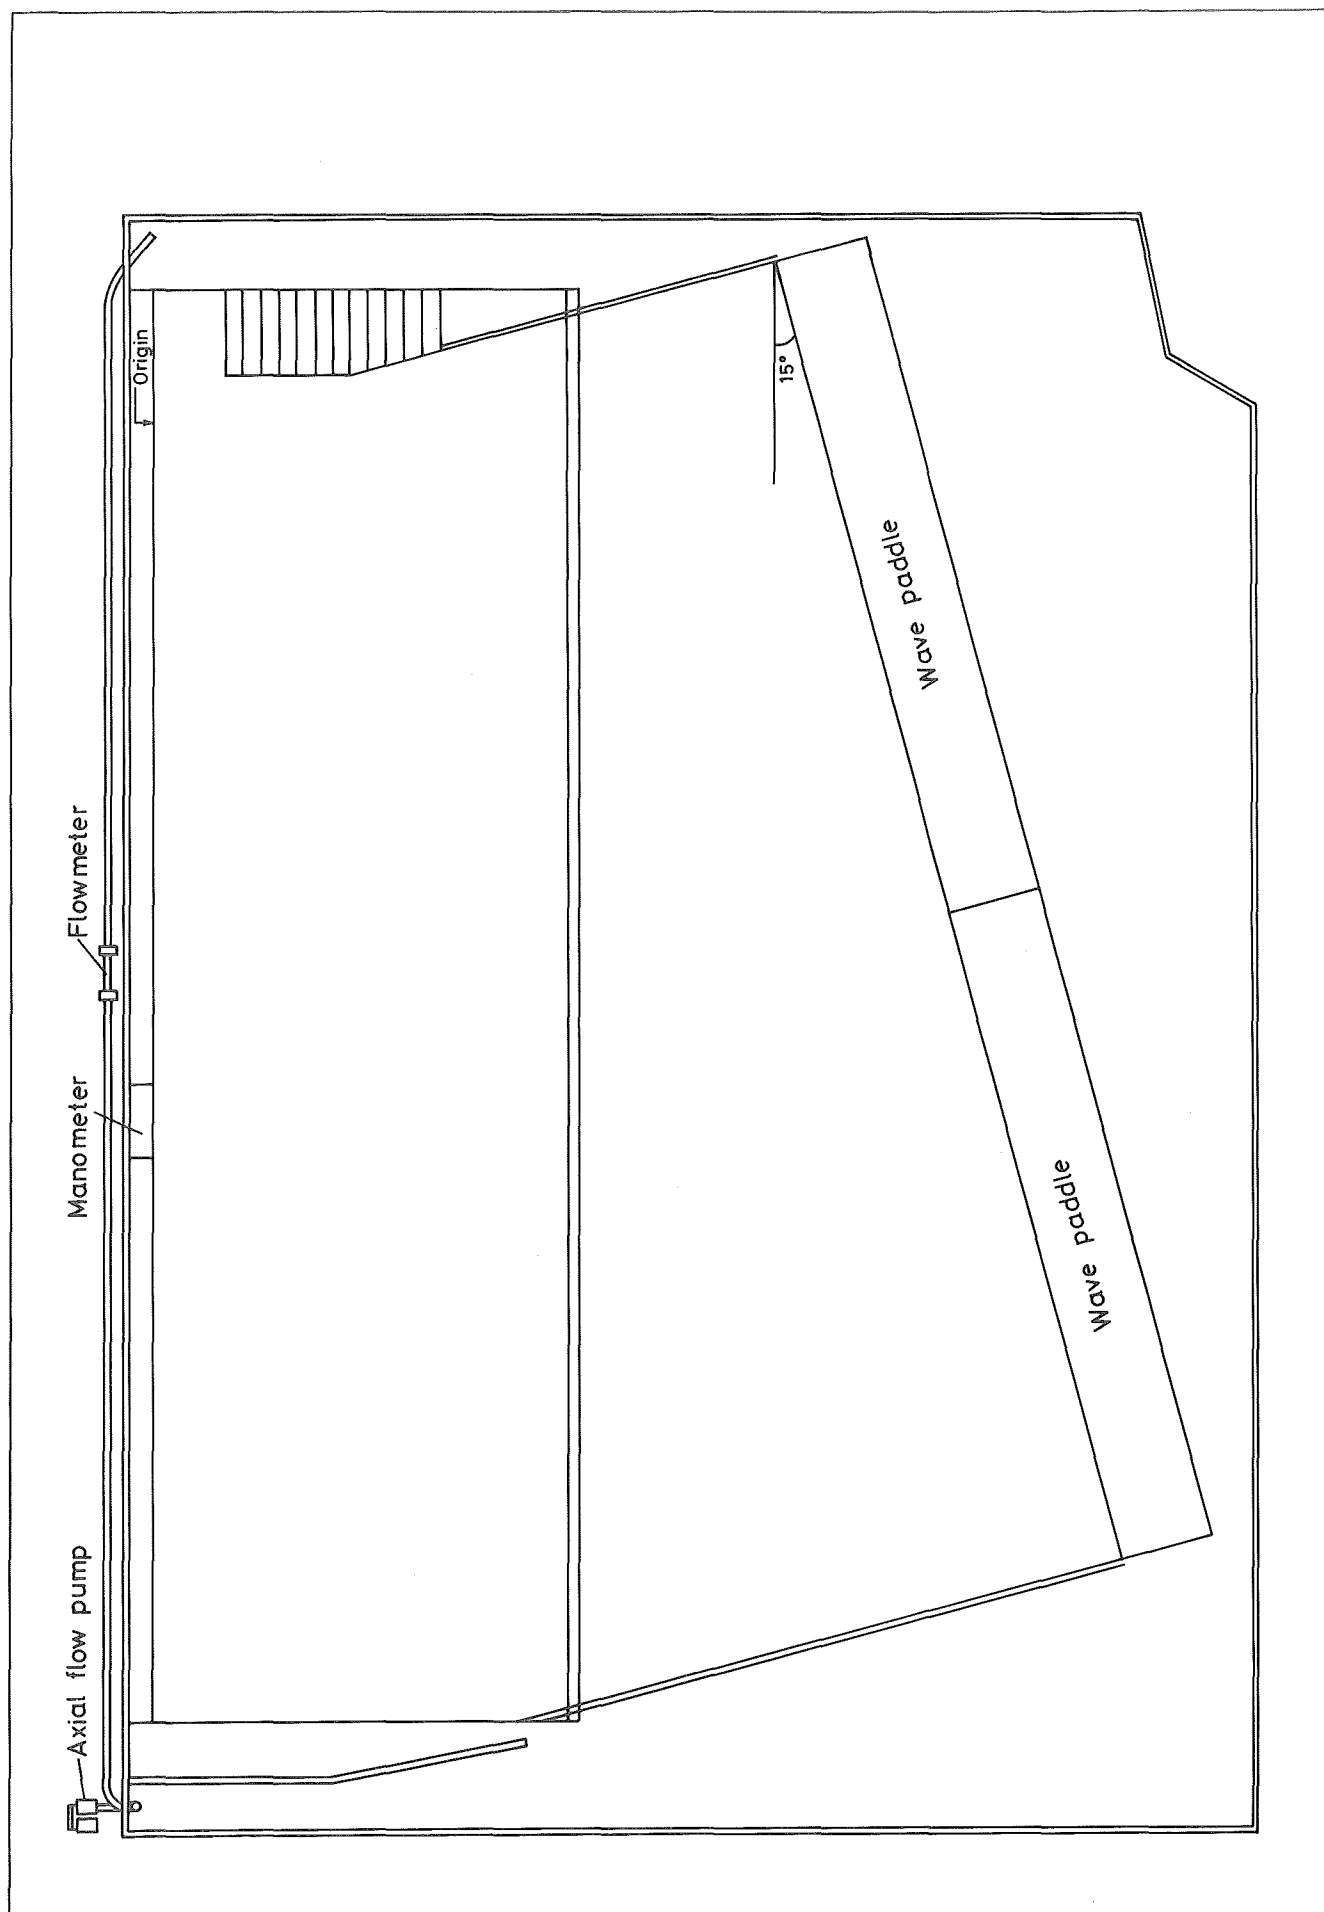 Axial flow pump
Manometer
Flowmeter
Origin
15°
Wave paddle
Wave paddle